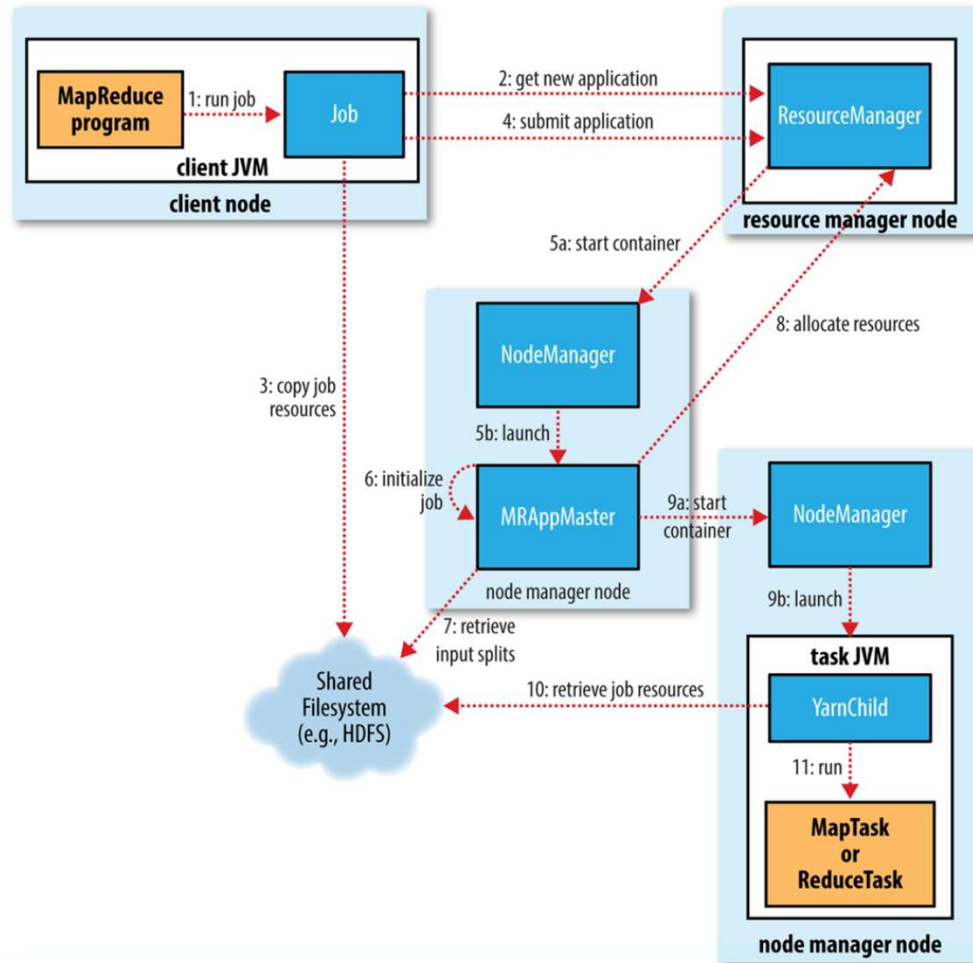 MapReduce
program
1: run job
Job
client JVM
client node
2: get new application
4: submit application
ResourceManager
resource manager node
5a: start container
8: allocate resources
3: copy job
resources
NodeManager
5b: launch
6: initialize
job
MRAppMaster
node manager node
9a: start
container
NodeManager
9b: launch
7: retrieve
input splits
Shared
Filesystem
(e.g., HDFS)
10: retrieve job resources
task JVM
YarnChild
11: run
MapTask
or
ReduceTask
node manager node